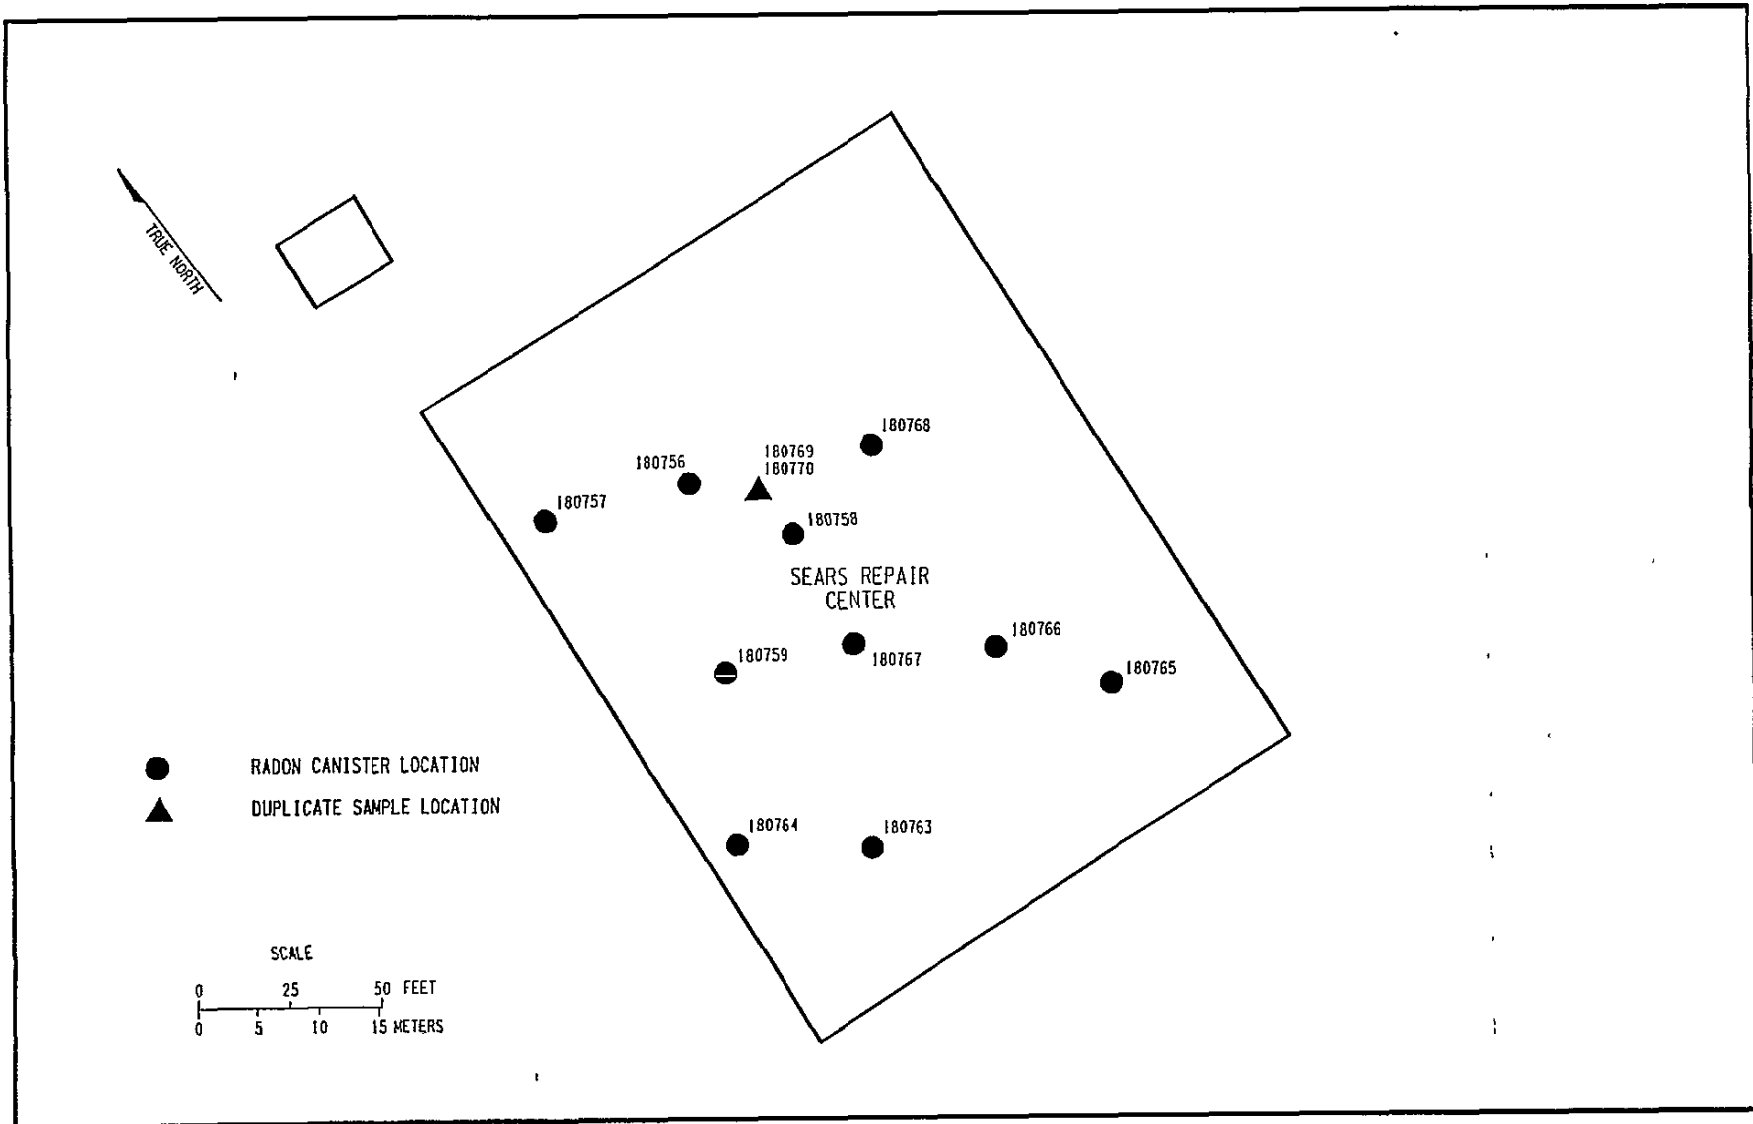 TRUE NORTH
180768
180769
180756
180770
180757
180758
SEARS REPAIR
CENTER
180766
180759
180767
180765
RADON CANISTER LOCATION
DUPLICATE SAMPLE LOCATION
180764
180763
SCALE
0 25 50 FEET
0 5 10 15 METERS